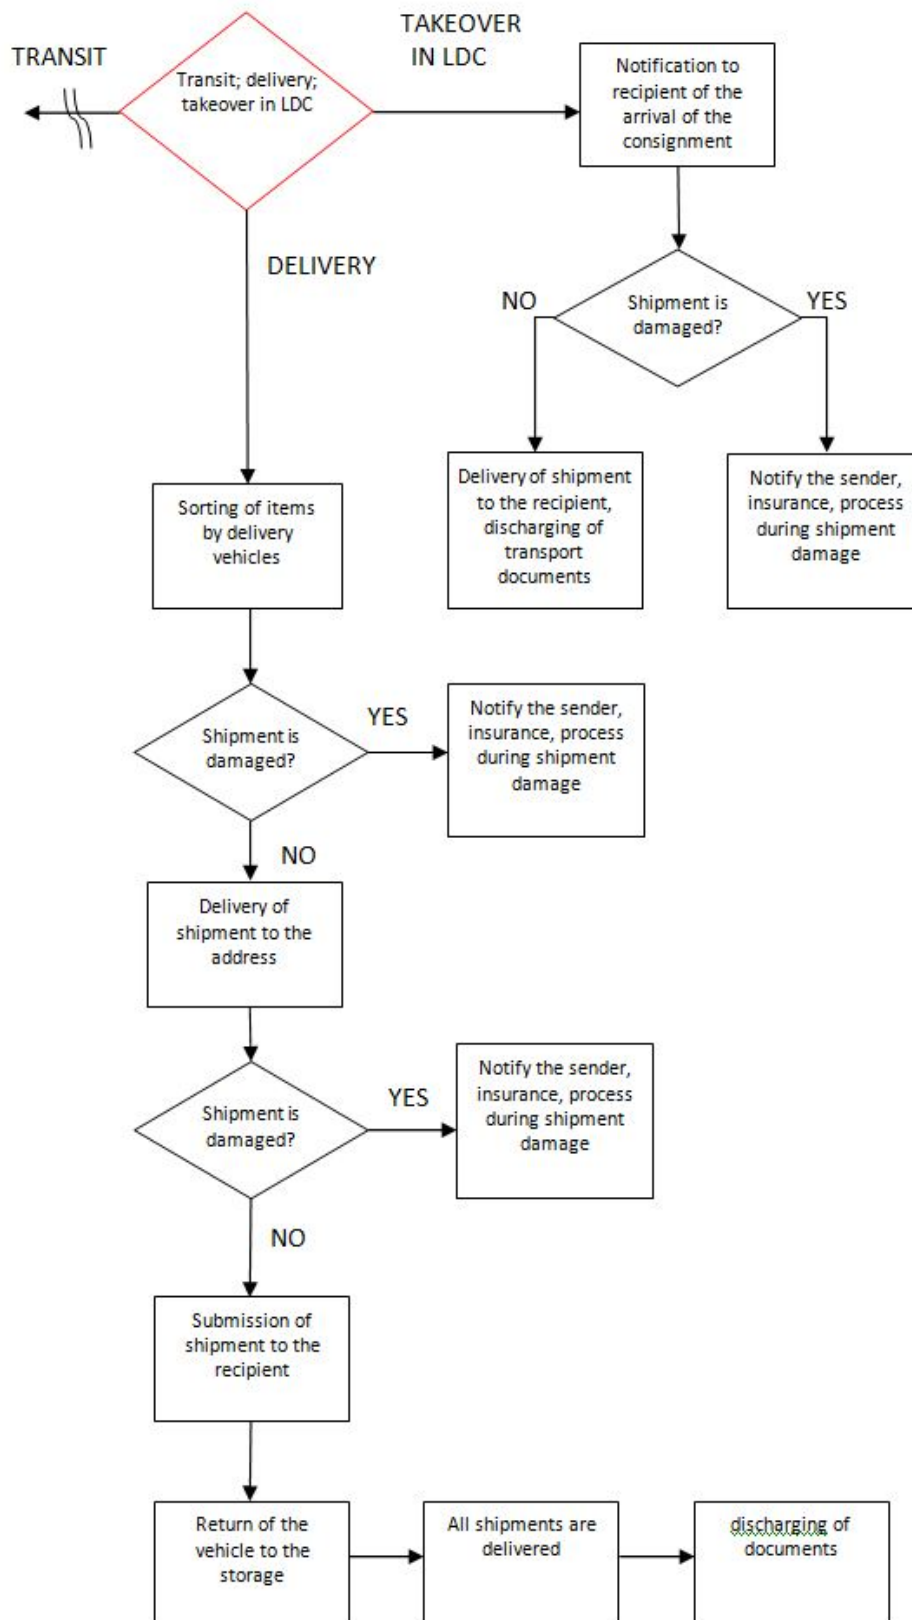 TRANSIT
Transit; delivery;
takeover in LDC
TAKEOVER
IN LDC
Notification to
recipient of the
arrival of the
consignment
DELIVERY
NO
Shipment is
damaged?
YES
Delivery of shipment
to the recipient,
discharging of
transport
documents
Notify the sender,
insurance, process
during shipment
damage
Sorting of items
by delivery
vehicles
Shipment is
damaged?
YES
Notify the sender,
insurance, process
during shipment
damage
NO
Delivery of
shipment to the
address
Shipment is
damaged?
YES
Notify the sender,
insurance, process
during shipment
damage
NO
Submission of
shipment to the
recipient
Return of the
vehicle to the
storage
All shipments are
delivered
discharging of
documents